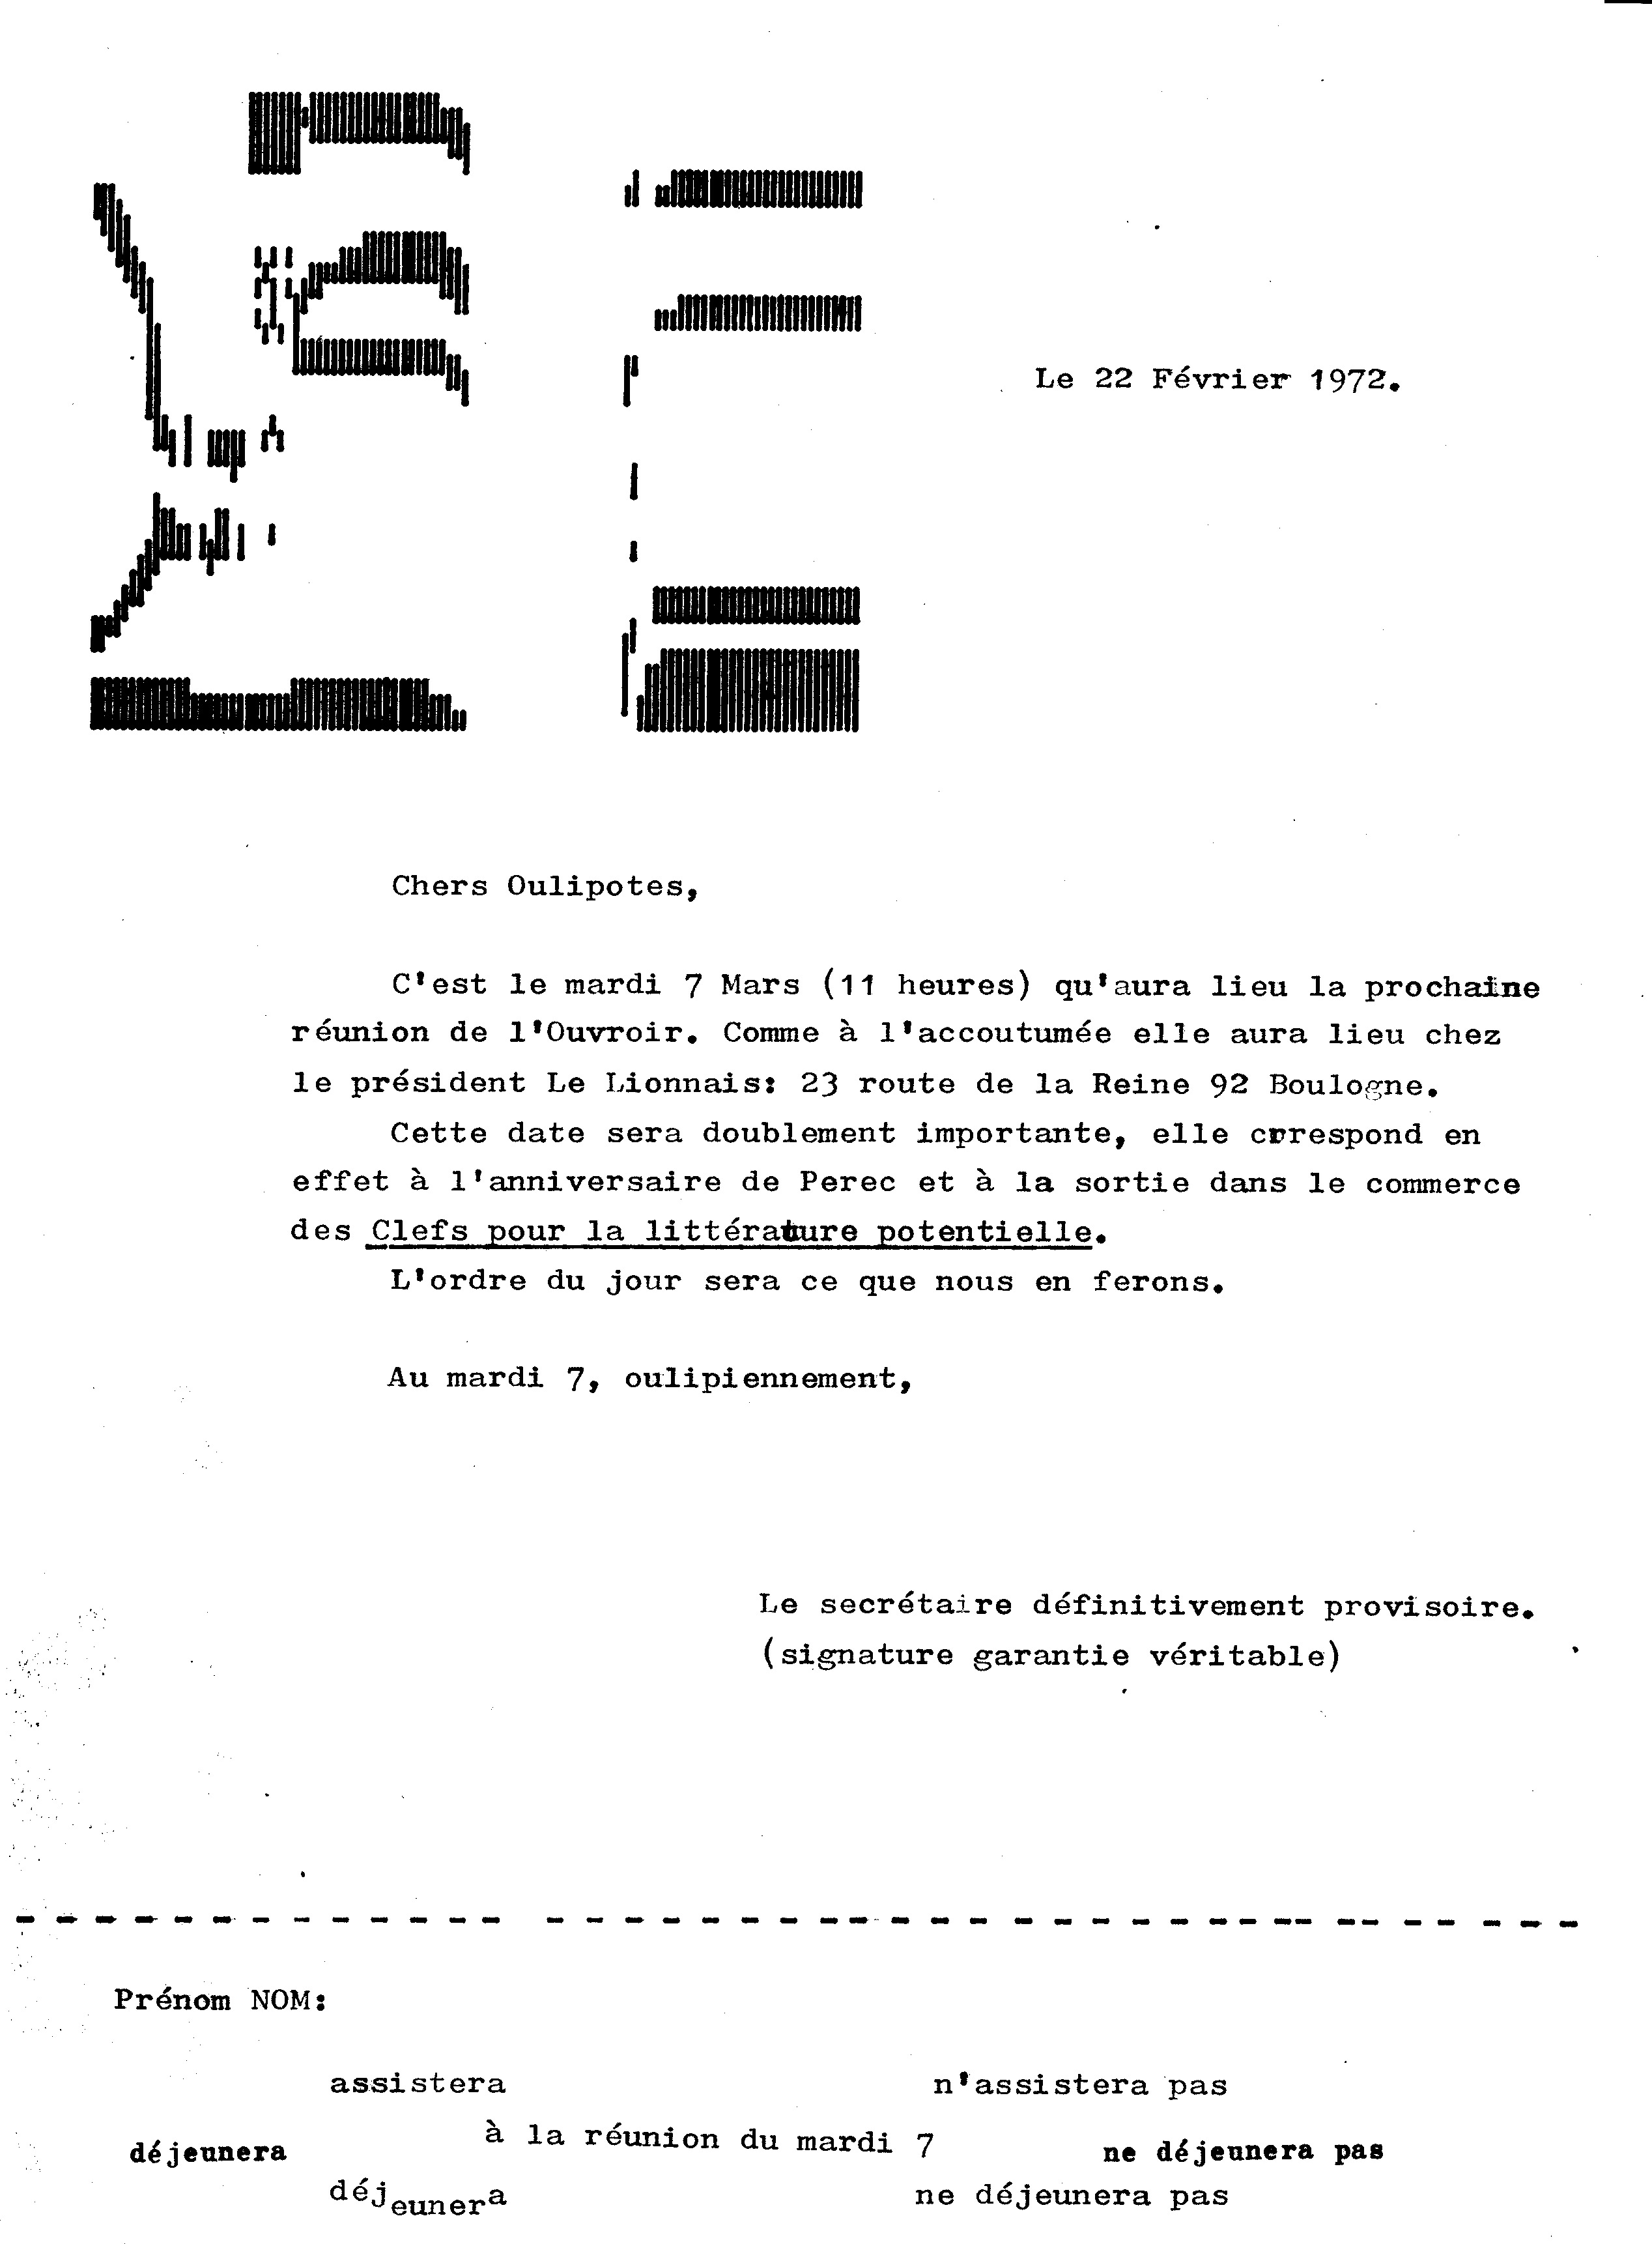 Le 22 Février 1972.
Chers Oulipotes,
C'est le mardi 7 Mars (11 heures) qu'aura lieu la prochaine
réunion de l'Ouvroir. Comme à l'accoutumée elle aura lieu chez
le président Le Lionnais: 23 route de la Reine 92 Boulogne.
Cette date sera doublement importante, elle crrespond en
effet à l'anniversaire de Perec et à la sortie dans le commerce
des Clefs pour la littérature potentielle.
L'ordre du jour sera ce que nous en ferons.
Au mardi 7, oulipiennement,
Le secrétaire définitivement provisoire.
(signature garantie véritable)
Prénom NOM:
assistera n'assistera pas
à la réunion du mardi 7
déjeunera ne déjeunera pas
déjeunera ne déjeunera pas